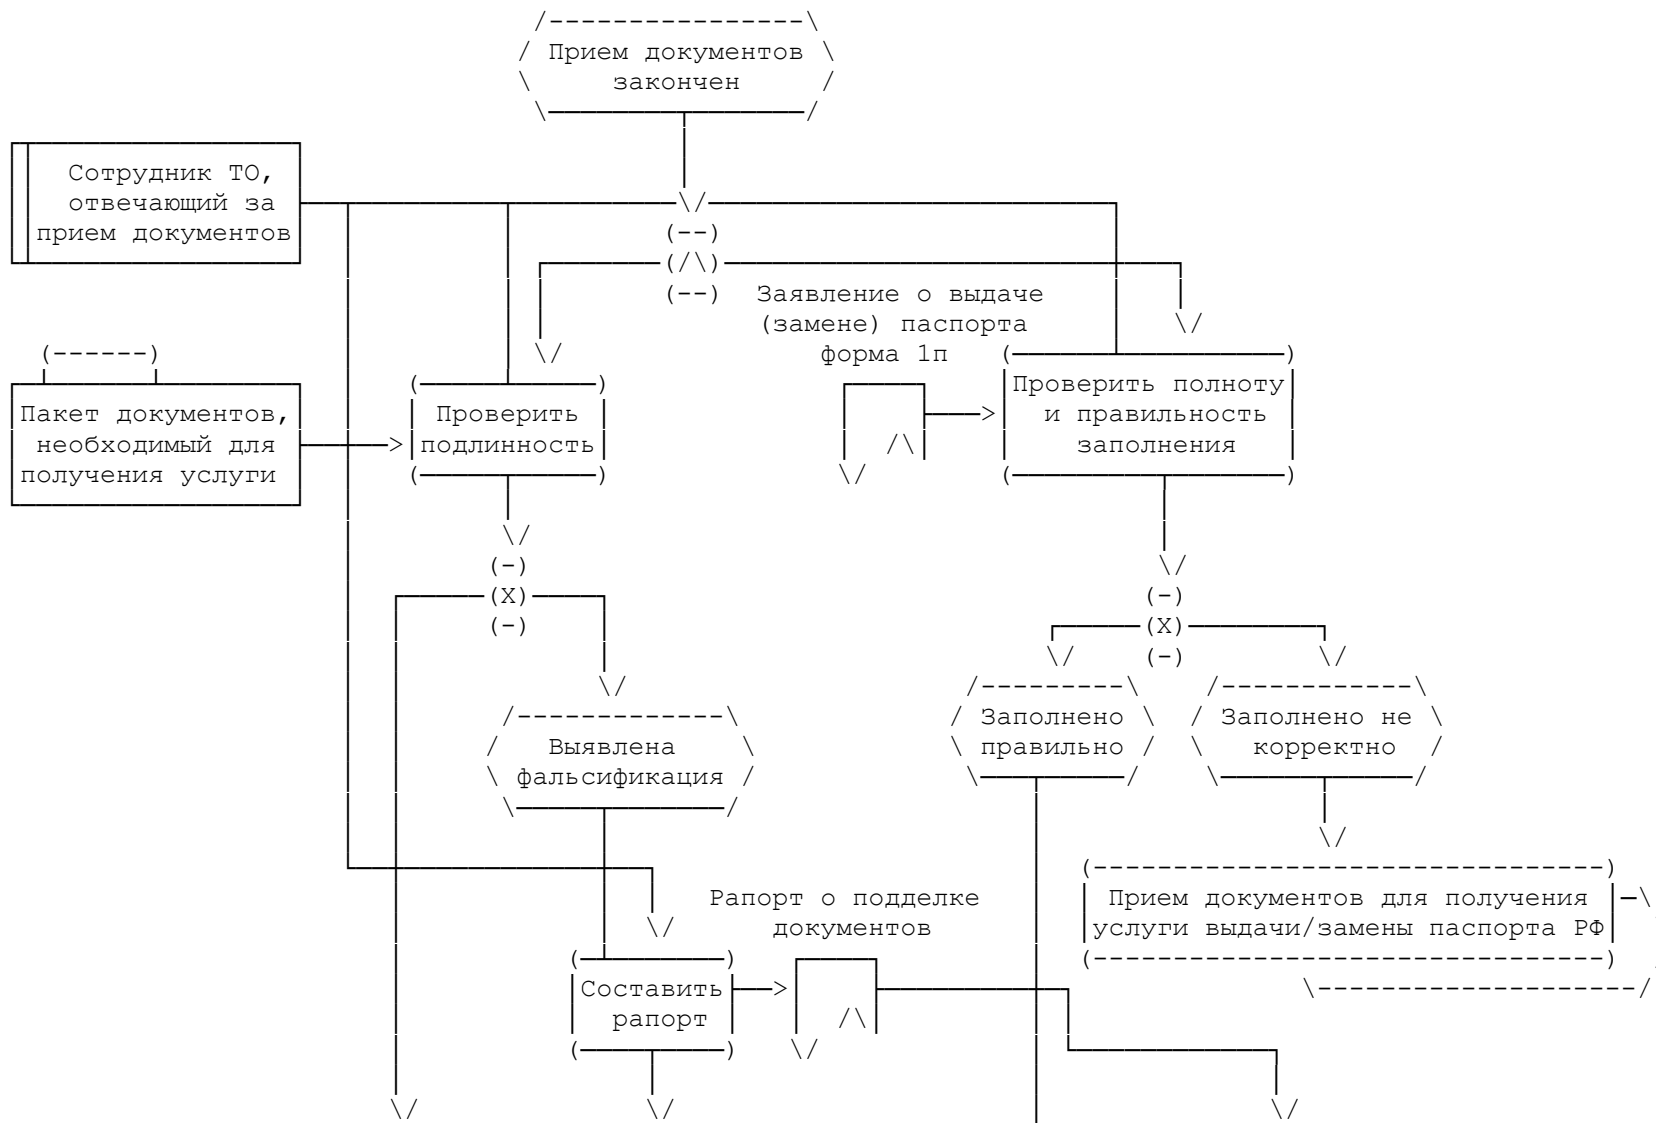 Прием документов
закончен
Сотрудник ТО,
отвечающий за
прием документов
Заявление о выдаче
(замене) паспорта
форма 1п
Пакет документов,
необходимый для
получения услуги
Проверить
подлинность
Проверить полноту
и правильность
заполнения
X
X
Выявлена
фальсификация
Заполнено
правильно
Заполнено не
корректно
Рапорт о подделке
документов
Прием документов для получения
услуги выдачи/замены паспорта РФ
Составить
рапорт